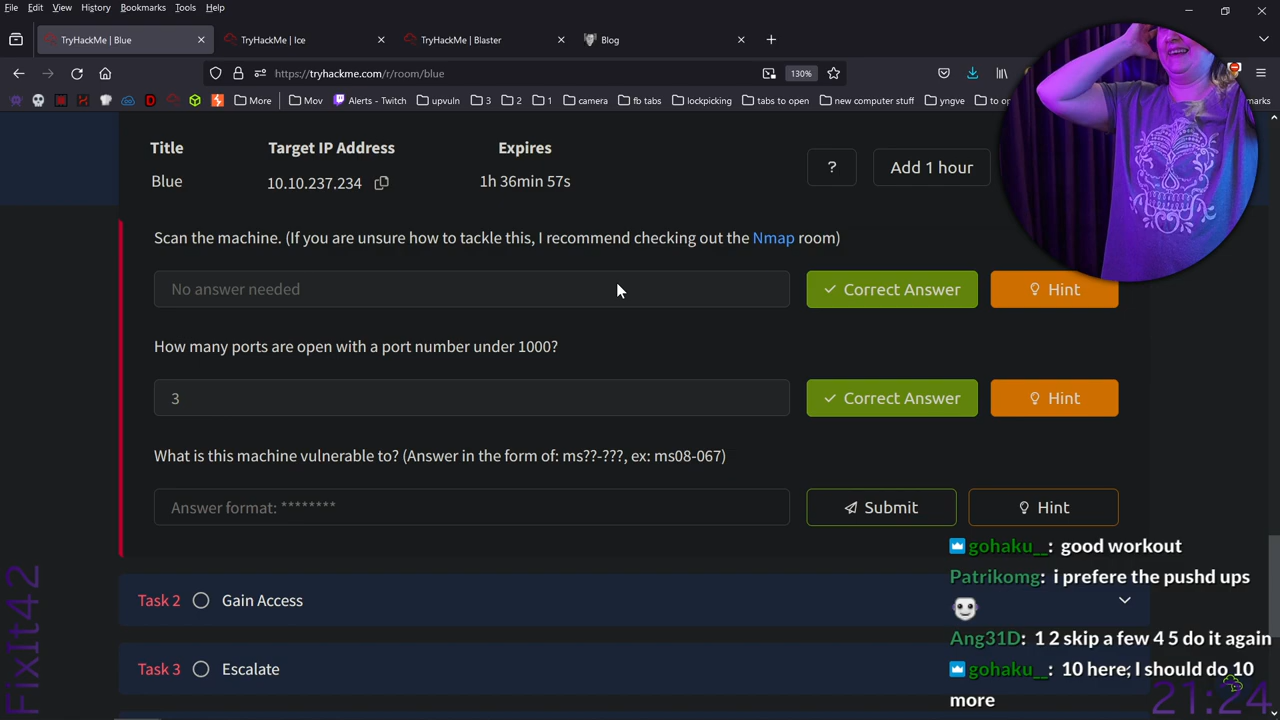 File Edit View History Bookmarks Tools Help
TryHackMe | Blue
TryHackMe | Ice
TryHackMe | Blaster
Blog
https://tryhackme.com/r/room/blue
130%
More Mov Alerts - Twitch upvuln 3 2 1 camera fb tabs lockpicking tabs to open new computer stuff yngve
Title Target IP Address Expires
Blue 10.10.237.234 1h 36min 57s
? Add 1 hour
Scan the machine. (If you are unsure how to tackle this, I recommend checking out the Nmap room)
No answer needed Correct Answer Hint
How many ports are open with a port number under 1000?
3 Correct Answer Hint
What is this machine vulnerable to? (Answer in the form of: ms??-???, ex: ms08-067)
Answer format: ******** Submit Hint
gohaku__: good workout
Patrikomg: i prefere the pushd ups
Task 2 Gain Access
Ang31D: 1 2 skip a few 4 5 do it again
Task 3 Escalate
gohaku__: 10 here, I should do 10
more
FixIt42
21:24